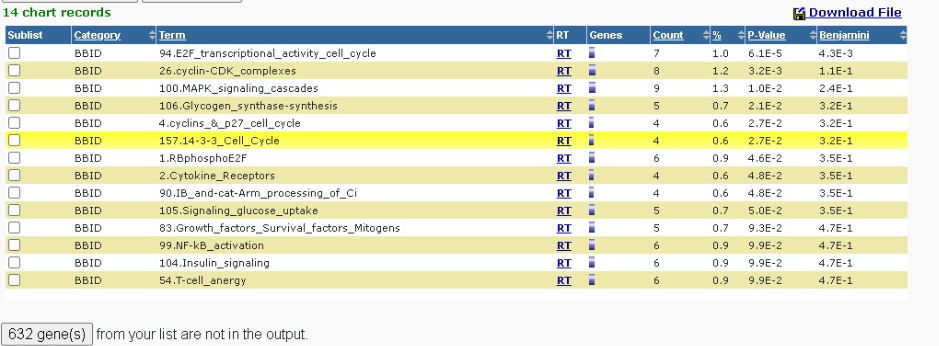 14 chart records Download File
Sublist Category Term RT Genes Count % P-Value Benjamini
BBID 94.E2F_transcriptional_activity_cell_cycle RT 7 1.0 6.1E-5 4.3E-3
BBID 26.cyclin-CDK_complexes RT 8 1.2 3.2E-3 1.1E-1
BBID 100.MAPK_signaling_cascades RT 9 1.3 1.0E-2 2.4E-1
BBID 106.Glycogen_synthase-synthesis RT 5 0.7 2.1E-2 3.2E-1
BBID 4.cyclins_&_p27_cell_cycle RT 4 0.6 2.7E-2 3.2E-1
BBID 157.14-3-3_Cell_Cycle RT 4 0.6 2.7E-2 3.2E-1
BBID 1.RBphosphoE2F RT 6 0.9 4.6E-2 3.5E-1
BBID 2.Cytokine_Receptors RT 4 0.6 4.8E-2 3.5E-1
BBID 90.IB_and-cat-Arm_processing_of_Ci RT 4 0.6 4.8E-2 3.5E-1
BBID 105.Signaling_glucose_uptake RT 5 0.7 5.0E-2 3.5E-1
BBID 83.Growth_factors_Survival_factors_Mitogens RT 5 0.7 9.3E-2 4.7E-1
BBID 99.NF-kB_activation RT 6 0.9 9.9E-2 4.7E-1
BBID 104.Insulin_signaling RT 6 0.9 9.9E-2 4.7E-1
BBID 54.T-cell_anergy RT 6 0.9 9.9E-2 4.7E-1
632 gene(s) from your list are not in the output.